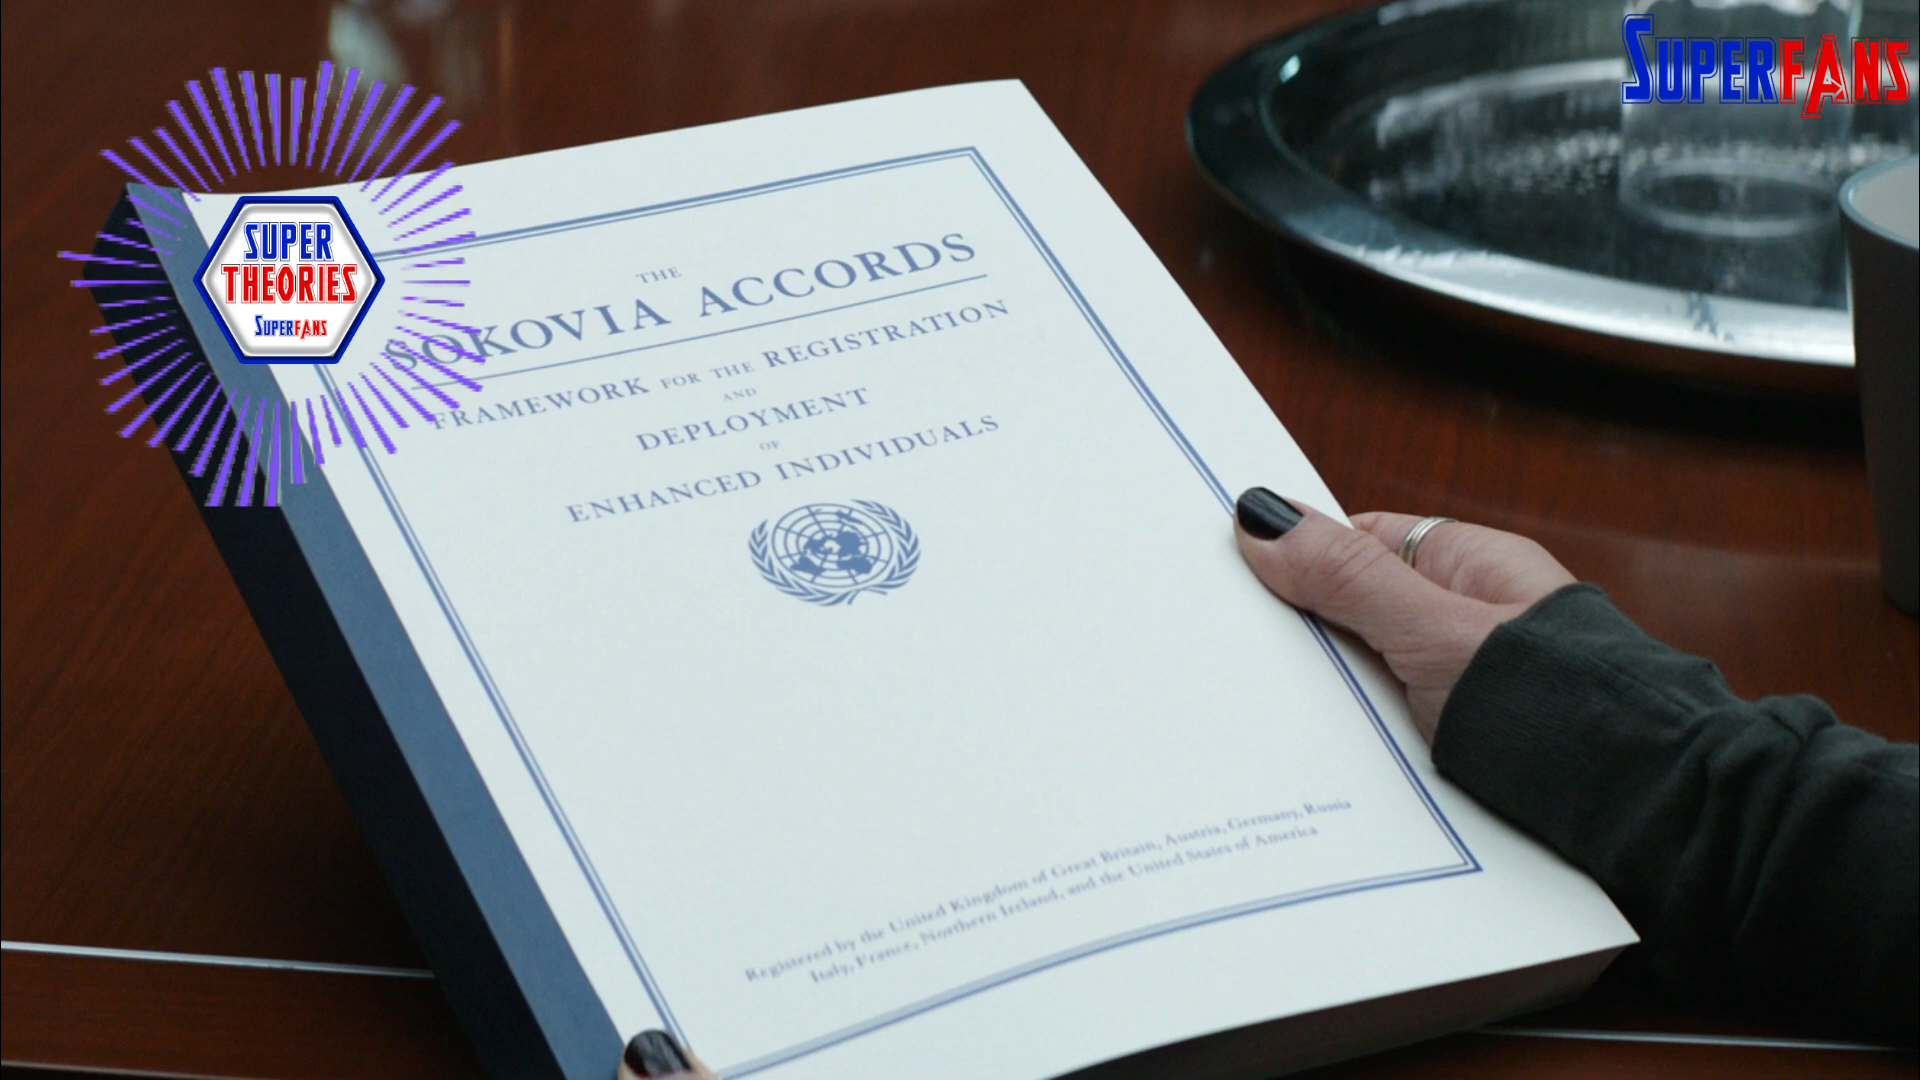 SUPERFANS
SUPER
THEORIES
SUPERFANS
THE
SOKOVIA ACCORDS
FRAMEWORK FOR THE REGISTRATION
AND
DEPLOYMENT
OF
ENHANCED INDIVIDUALS
Registered by the United Kingdom of Great Britain, Austria, Germany, Russia
Italy, France, Northern Ireland, and the United States of America